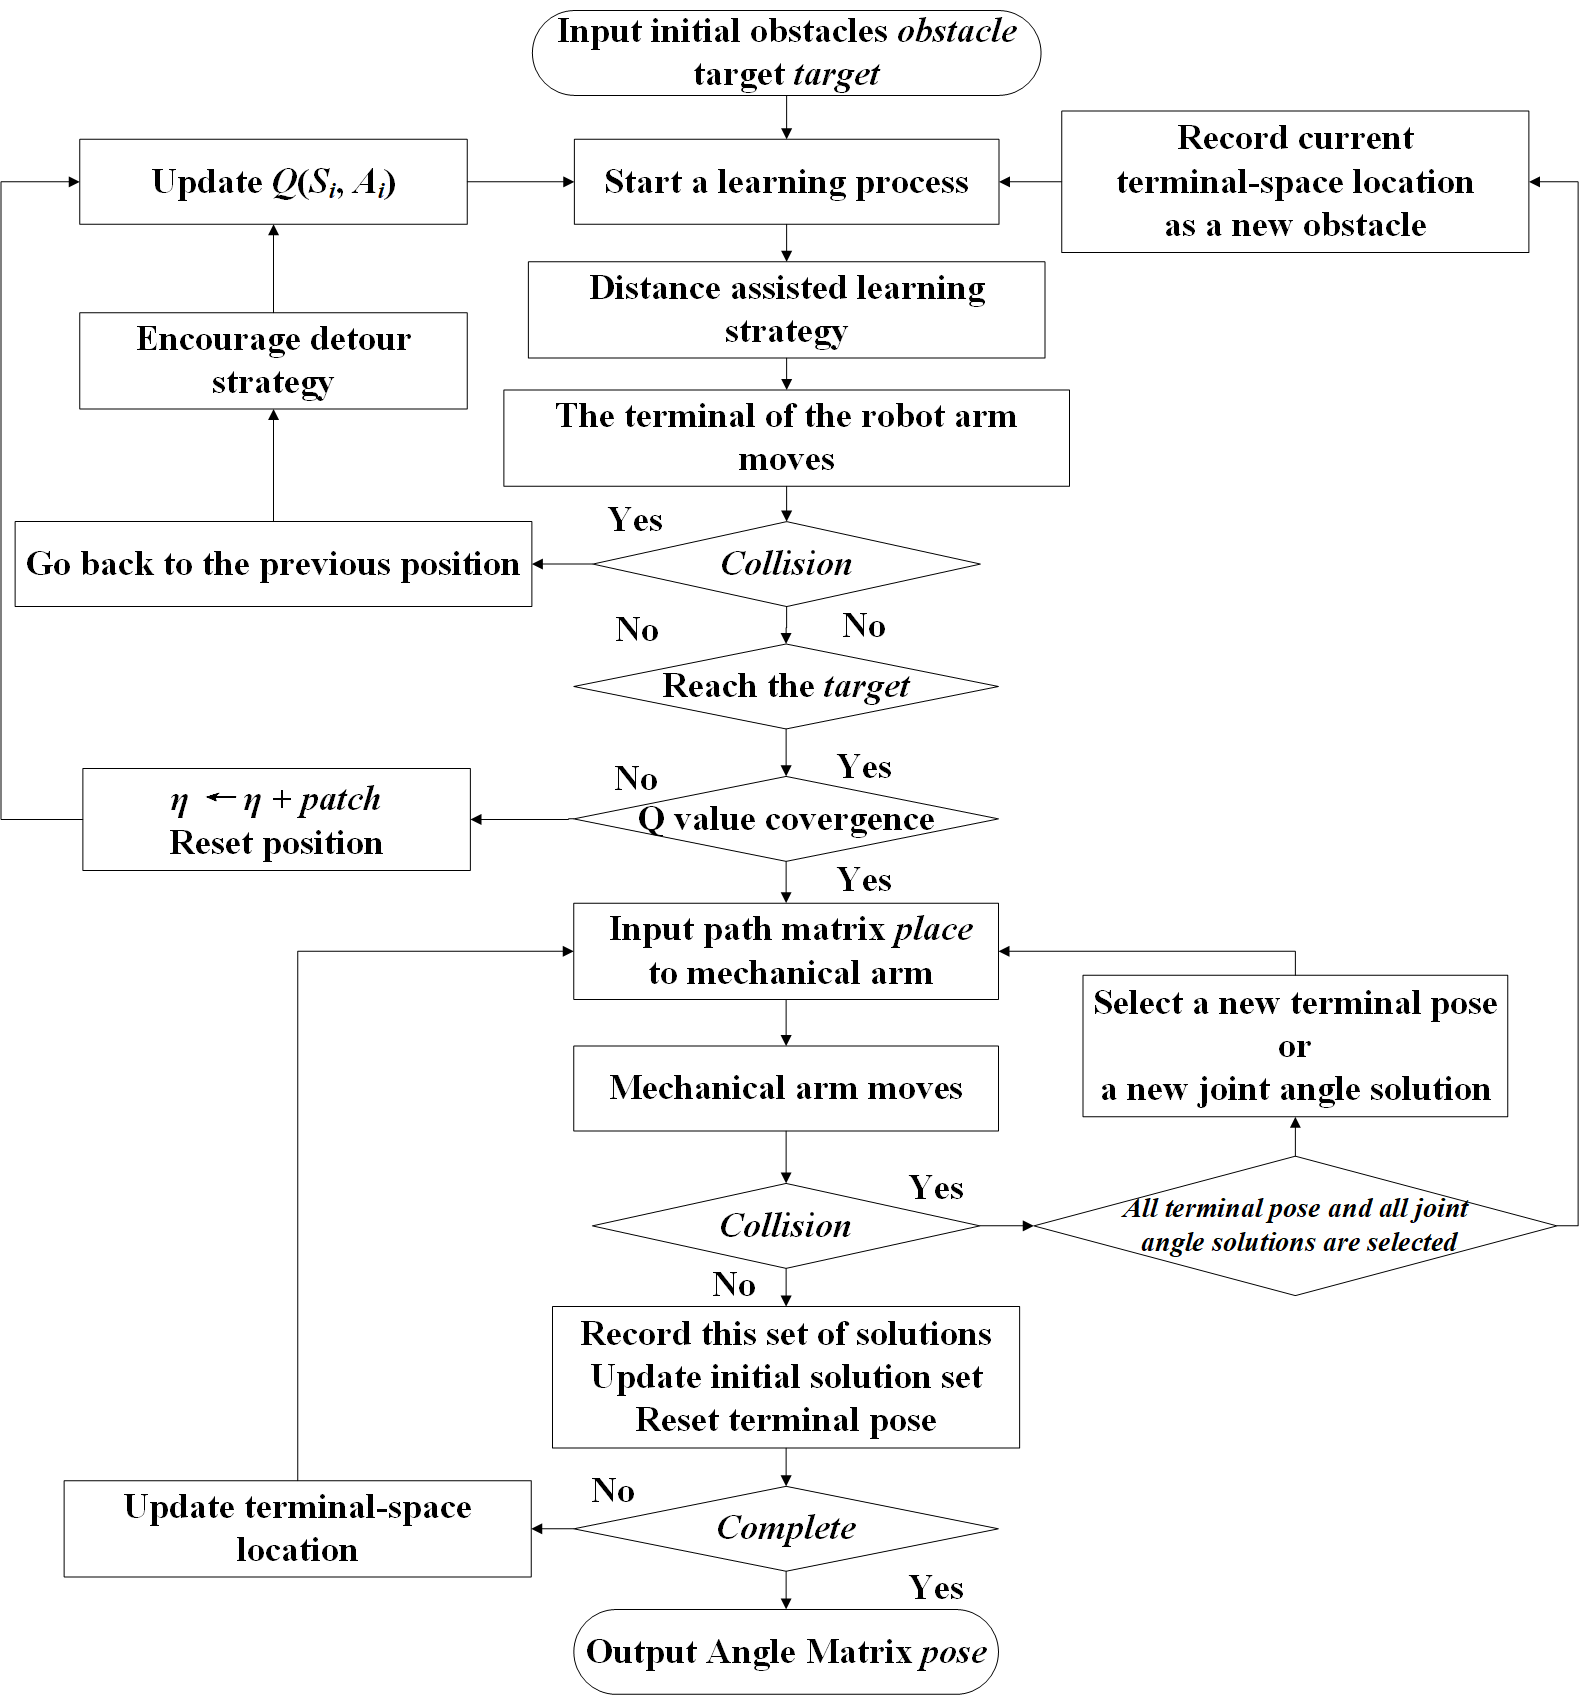 Input initial obstacles obstacle
target target
Update Q(Si, Ai)
Start a learning process
Record current
terminal-space location
as a new obstacle
Distance assisted learning
strategy
Encourage detour
strategy
The terminal of the robot arm
moves
Yes
Go back to the previous position
Collision
No
No
Reach the target
No
Yes
η ← η + patch
Reset position
Q value covergence
Yes
Input path matrix place
to mechanical arm
Select a new terminal pose
or
a new joint angle solution
Mechanical arm moves
Yes
Collision
All terminal pose and all joint
angle solutions are selected
No
Record this set of solutions
Update initial solution set
Reset terminal pose
No
Update terminal-space
location
Complete
Yes
Output Angle Matrix pose